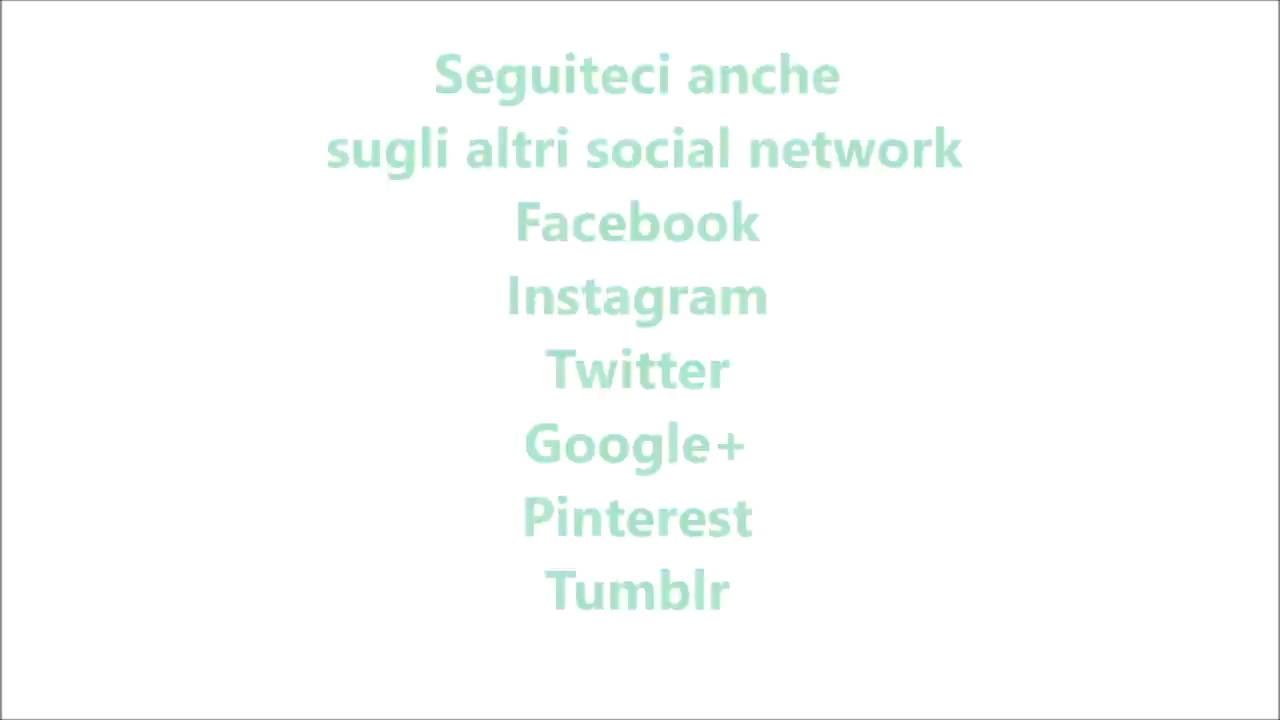 Seguiteci anche
sugli altri social network
Facebook
Instagram
Twitter
Google+
Pinterest
Tumblr